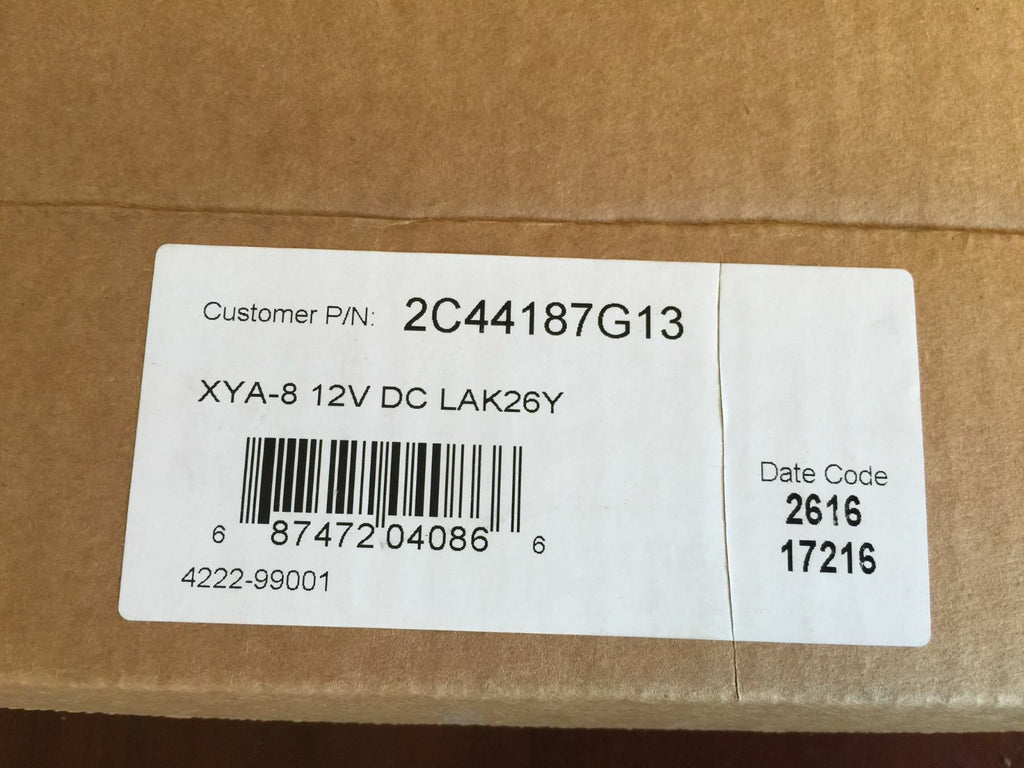 Customer P/N: 2C44187G13
XYA-8 12V DC LAK26Y
6 87472 04086 6
4222-99001
Date Code
2616
17216